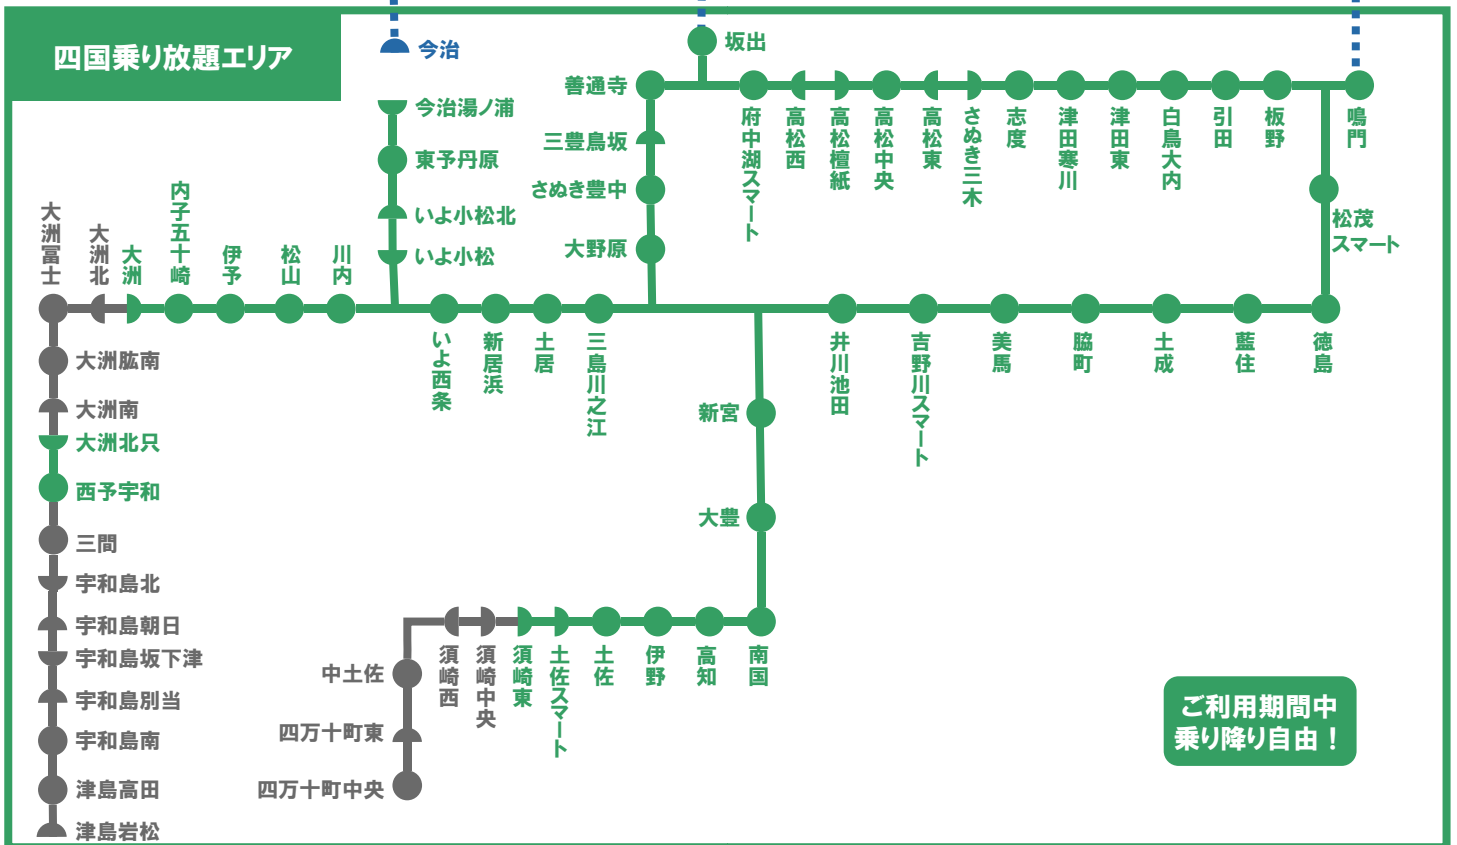 四国乗り放題エリア
今治
坂出
今治湯ノ浦
東予丹原
いよ小松北
いよ小松
善通寺
三豊鳥坂
さぬき豊中
大野原
府中湖スマート
高松西
高松檀紙
高松中央
高松東
さぬき三木
志度
津田寒川
津田東
白鳥大内
引田
板野
鳴門
松茂
スマート
大洲冨士
大洲北
大洲
内子五十崎
伊予
松山
川内
いよ西条
新居浜
土居
三島川之江
井川池田
吉野川スマート
美馬
脇町
土成
藍住
徳島
大洲肱南
大洲南
大洲北只
西予宇和
三間
宇和島北
宇和島朝日
宇和島坂下津
宇和島別当
宇和島南
津島高田
津島岩松
新宮
大豊
南国
高知
伊野
土佐
土佐スマート
須崎東
須崎中央
須崎西
中土佐
四万十町東
四万十町中央
ご利用期間中
乗り降り自由！